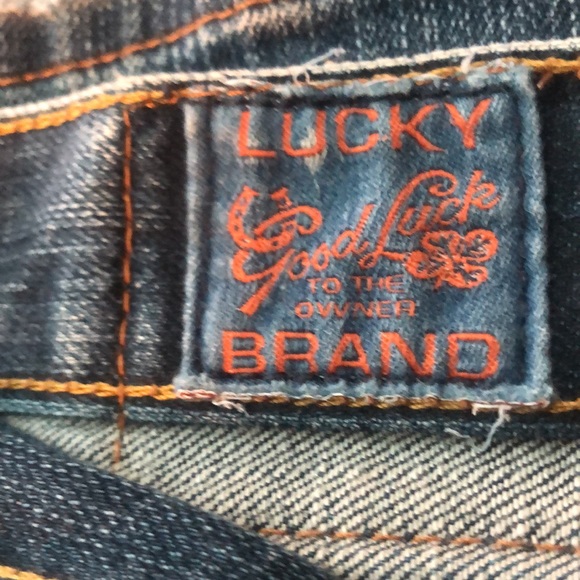 LUCKY
Good Luck
TO THE
OWNER
BRAND